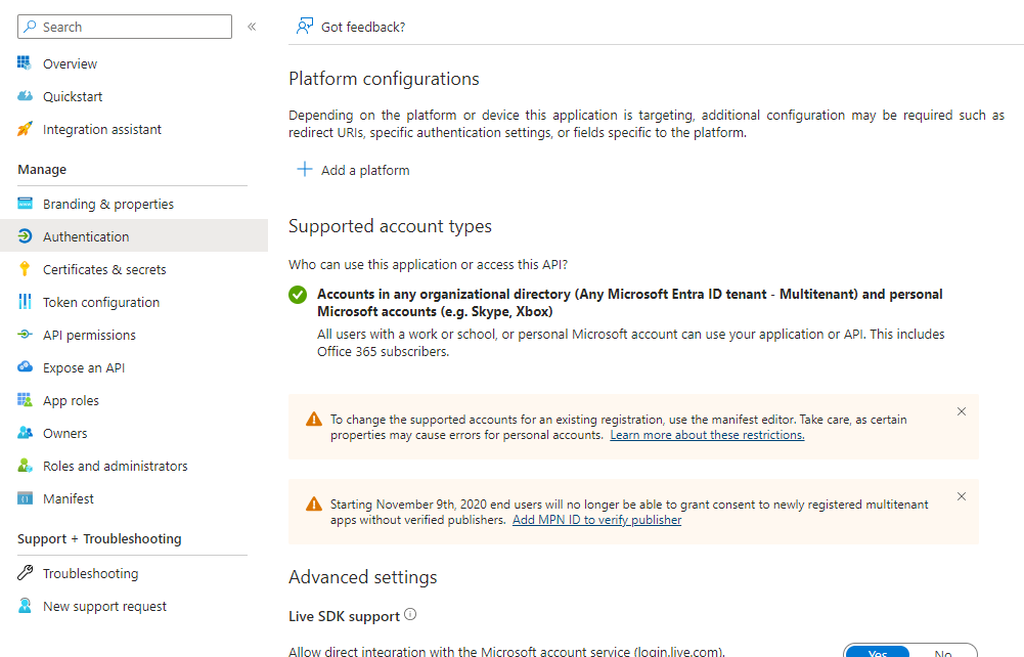 Search
«
Overview
Quickstart
Integration assistant
Manage
Branding & properties
Authentication
Certificates & secrets
Token configuration
API permissions
Expose an API
App roles
Owners
Roles and administrators
Manifest
Support + Troubleshooting
Troubleshooting
New support request
Got feedback?
Platform configurations
Depending on the platform or device this application is targeting, additional configuration may be required such as
redirect URIs, specific authentication settings, or fields specific to the platform.
Add a platform
Supported account types
Who can use this application or access this API?
Accounts in any organizational directory (Any Microsoft Entra ID tenant - Multitenant) and personal
Microsoft accounts (e.g. Skype, Xbox)
All users with a work or school, or personal Microsoft account can use your application or API. This includes
Office 365 subscribers.
To change the supported accounts for an existing registration, use the manifest editor. Take care, as certain
properties may cause errors for personal accounts. Learn more about these restrictions.
Starting November 9th, 2020 end users will no longer be able to grant consent to newly registered multitenant
apps without verified publishers. Add MPN ID to verify publisher
Advanced settings
Live SDK support
Allow direct integration with the Microsoft account service (login.live.com).
Yes No